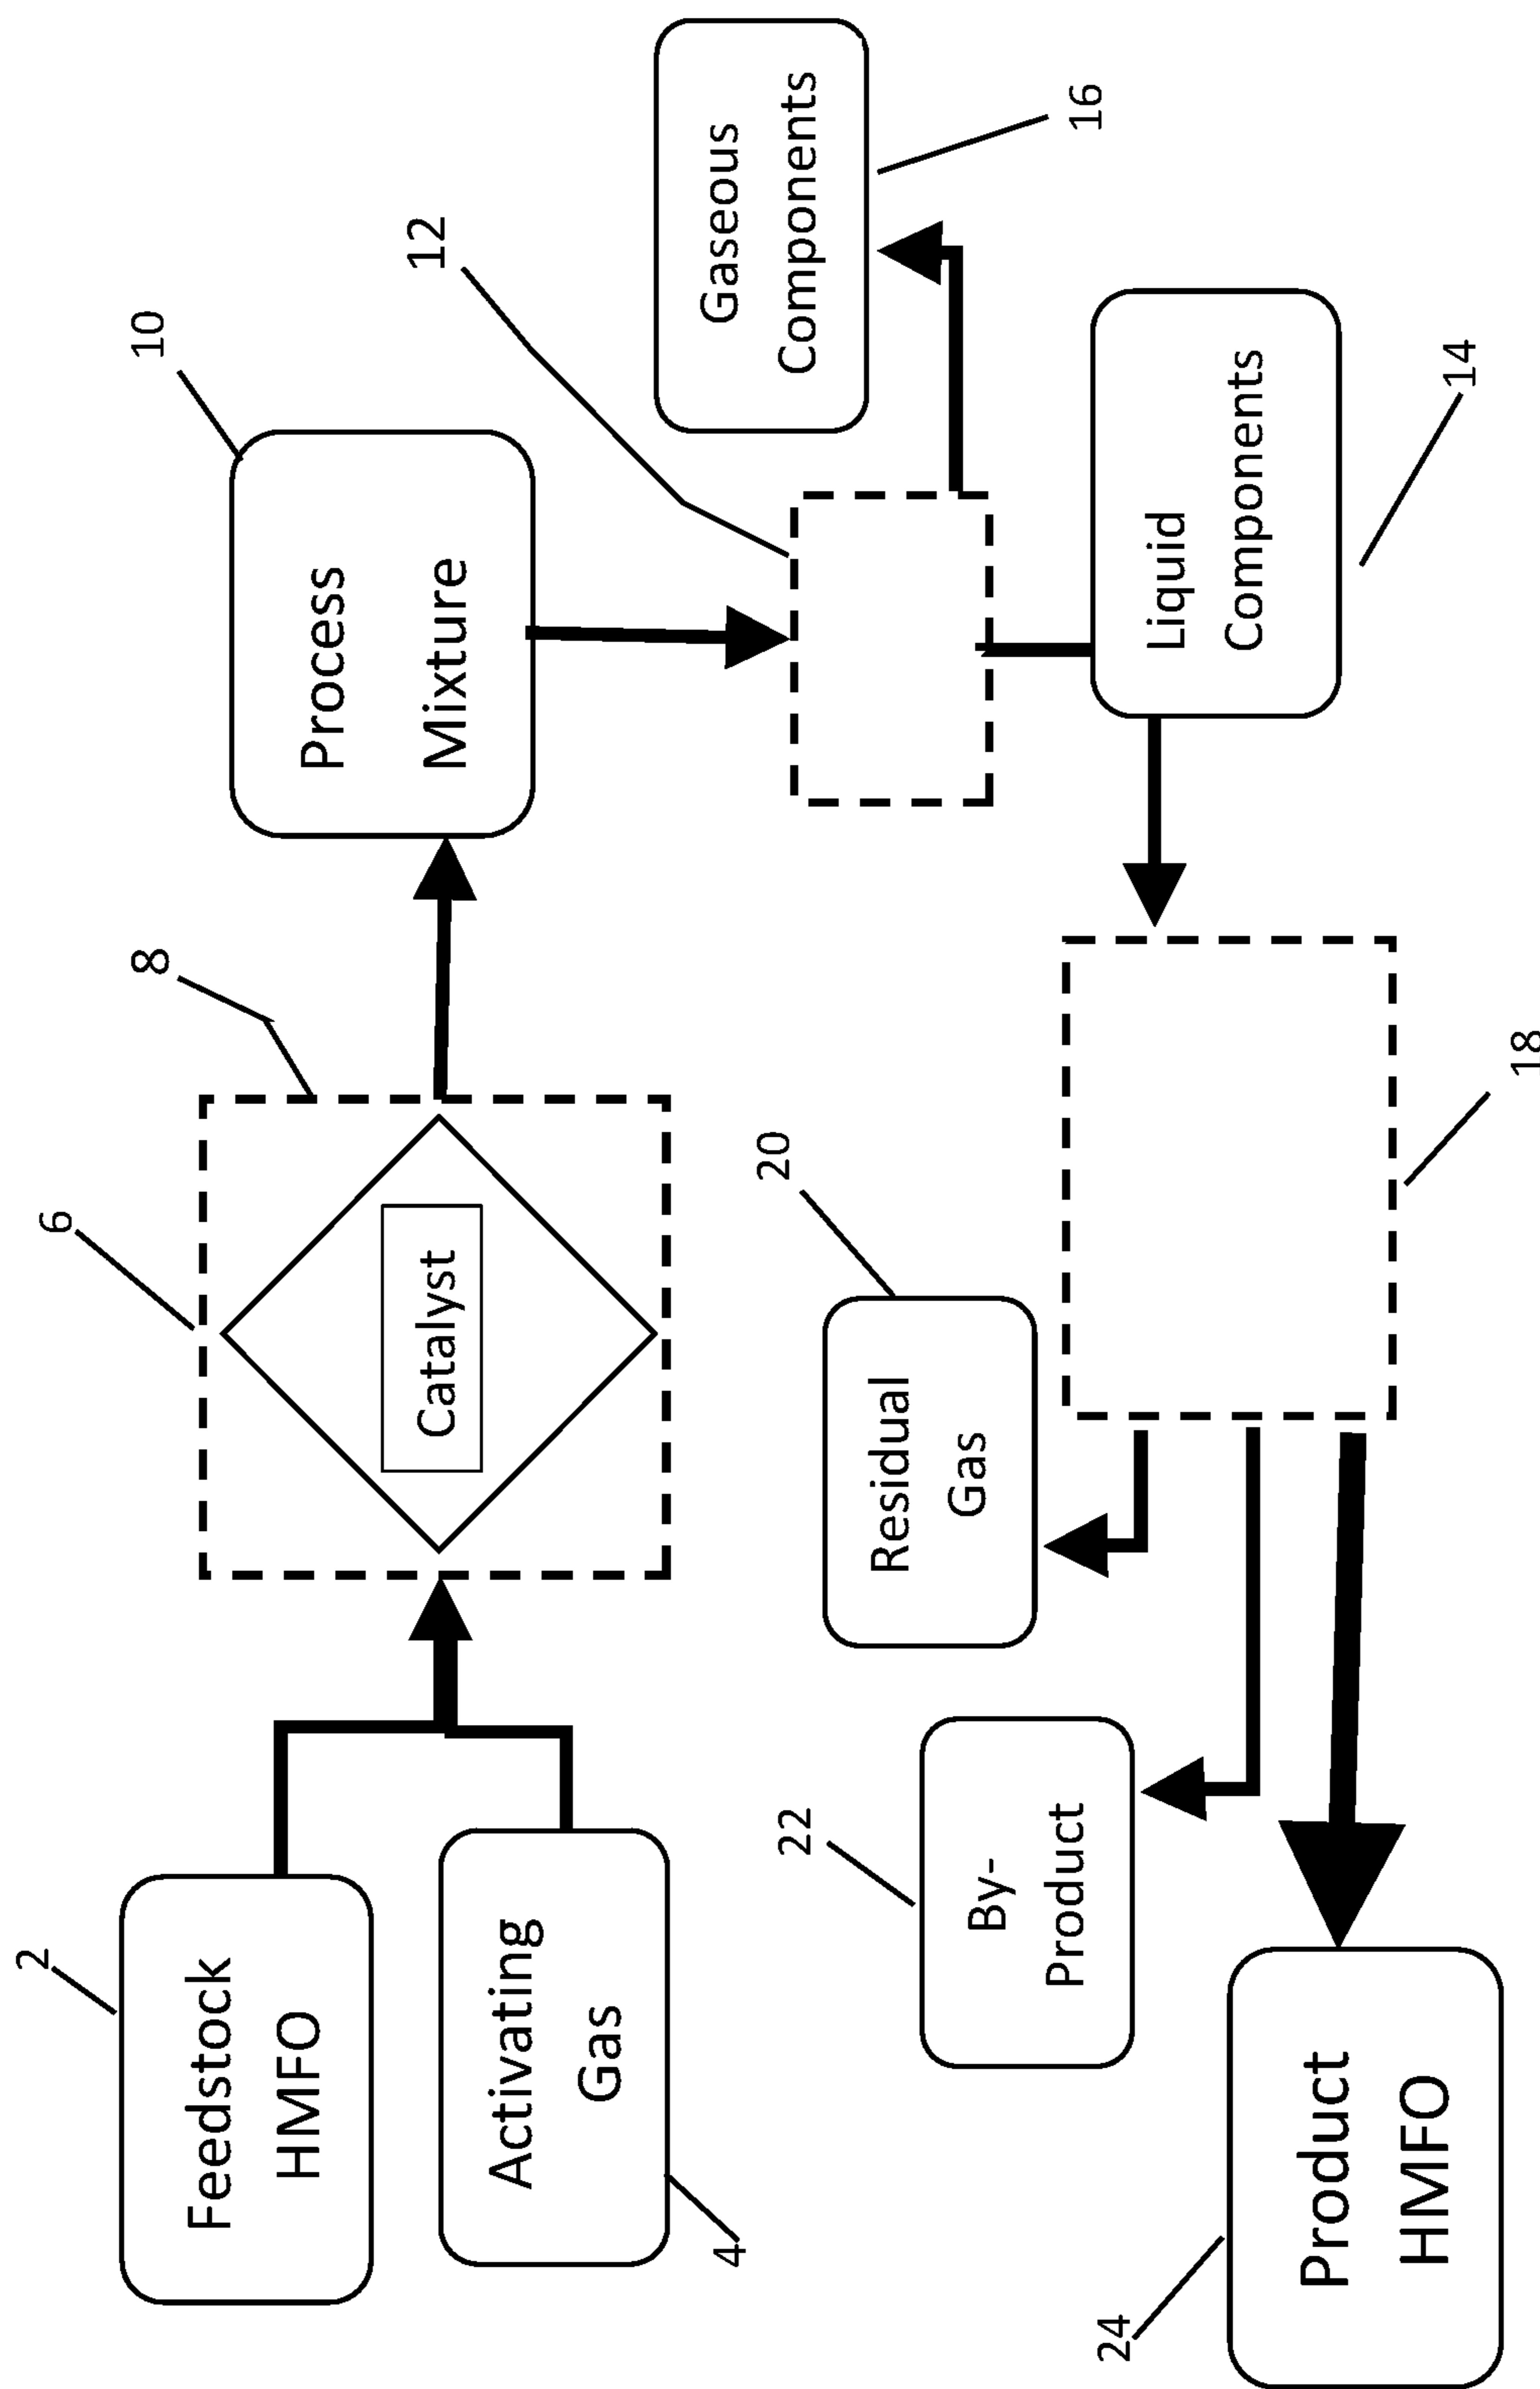 2
Feedstock
HMFO
4
Activating
Gas
6
Catalyst
8
10
Process
Mixture
12
Gaseous
Components
16
Liquid
Components
14
18
20
Residual
Gas
22
By-
Product
24
Product
HMFO